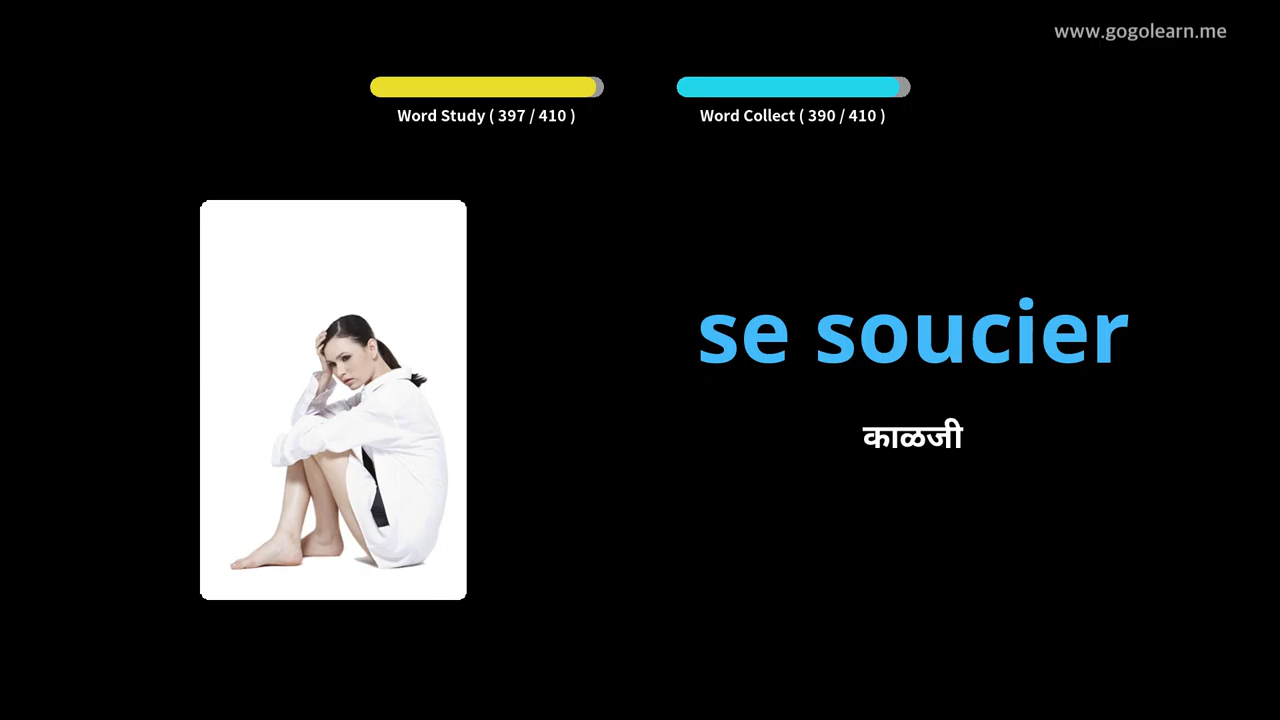 www.gogolearn.me
Word Study ( 397 / 410 )
Word Collect ( 390 / 410 )
se soucier
काळजी